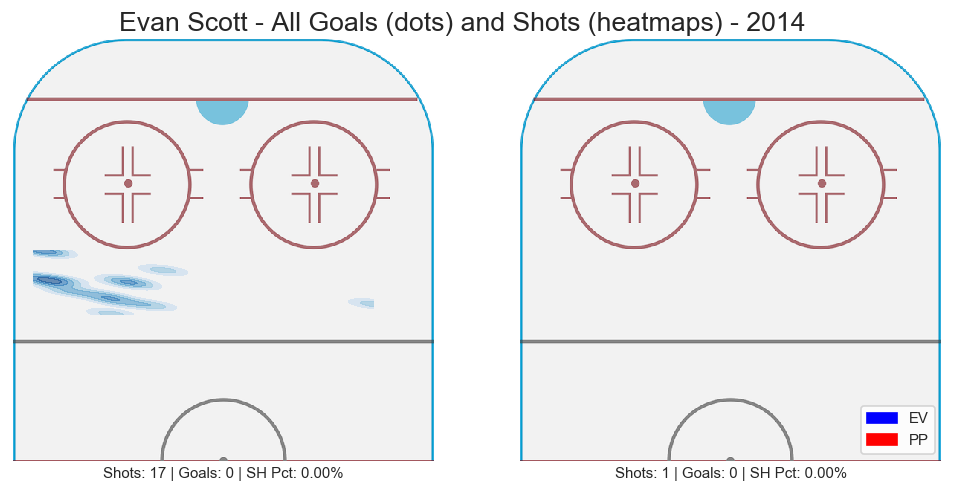 Evan Scott - All Goals (dots) and Shots (heatmaps) - 2014
EV
PP
Shots: 17 | Goals: 0 | SH Pct: 0.00%
Shots: 1 | Goals: 0 | SH Pct: 0.00%